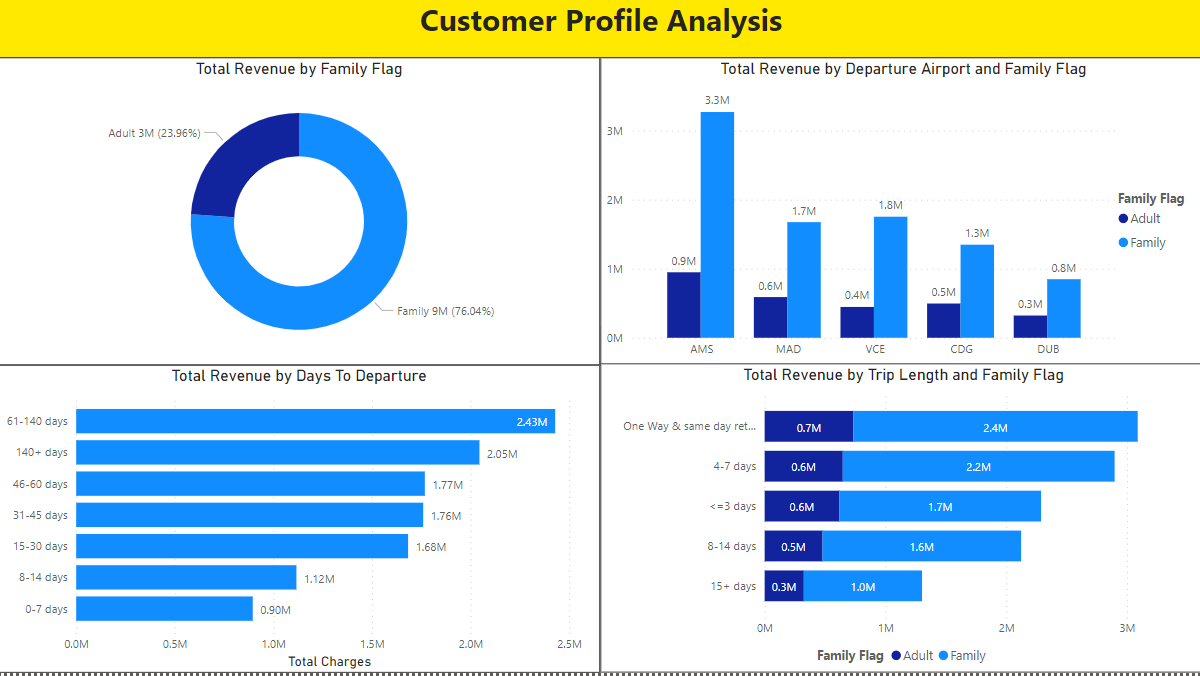 Customer Profile Analysis
Total Revenue by Family Flag
Adult 3M (23.96%)
Family 9M (76.04%)
Total Revenue by Departure Airport and Family Flag
3M
2M
1M
0M
0.9M
3.3M
0.6M
1.7M
0.4M
1.8M
0.5M
1.3M
0.3M
0.8M
AMS
MAD
VCE
CDG
DUB
Family Flag
Adult
Family
Total Revenue by Days To Departure
61-140 days 2.43M
140+ days 2.05M
46-60 days 1.77M
31-45 days 1.76M
15-30 days 1.68M
8-14 days 1.12M
0-7 days 0.90M
0.0M 0.5M 1.0M 1.5M 2.0M 2.5M
Total Charges
Total Revenue by Trip Length and Family Flag
One Way & same day ret... 0.7M 2.4M
4-7 days 0.6M 2.2M
<=3 days 0.6M 1.7M
8-14 days 0.5M 1.6M
15+ days 0.3M 1.0M
0M 1M 2M 3M
Family Flag Adult Family